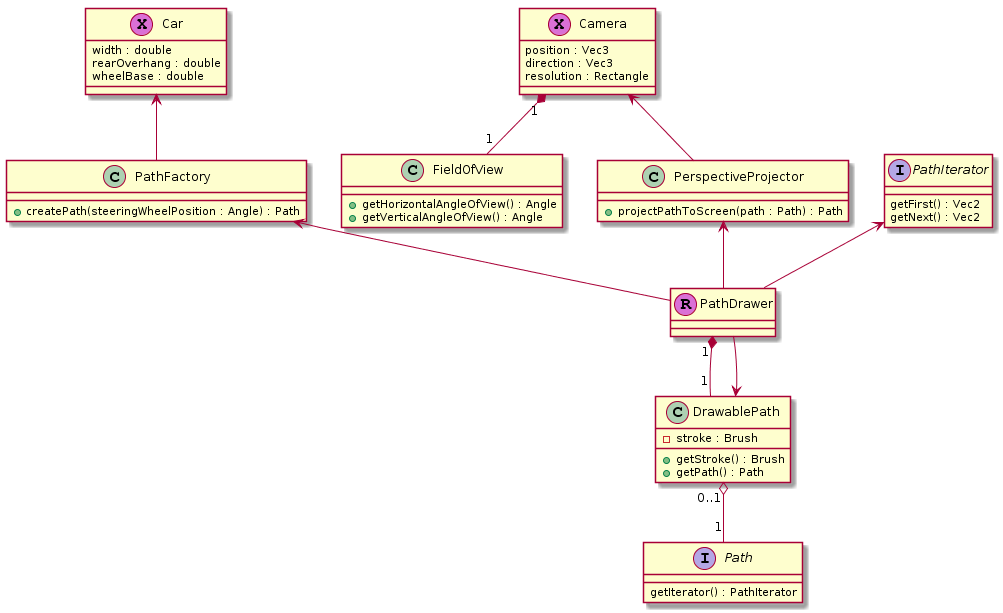 X Car
width : double
rearOverhang : double
wheelBase : double
X Camera
position : Vec3
direction : Vec3
resolution : Rectangle
1
1
C PathFactory
createPath(steeringWheelPosition : Angle) : Path
C FieldOfView
getHorizontalAngleOfView() : Angle
getVerticalAngleOfView() : Angle
C PerspectiveProjector
projectPathToScreen(path : Path) : Path
I PathIterator
getFirst() : Vec2
getNext() : Vec2
R PathDrawer
1
1
C DrawablePath
stroke : Brush
getStroke() : Brush
getPath() : Path
0..1
1
I Path
getIterator() : PathIterator